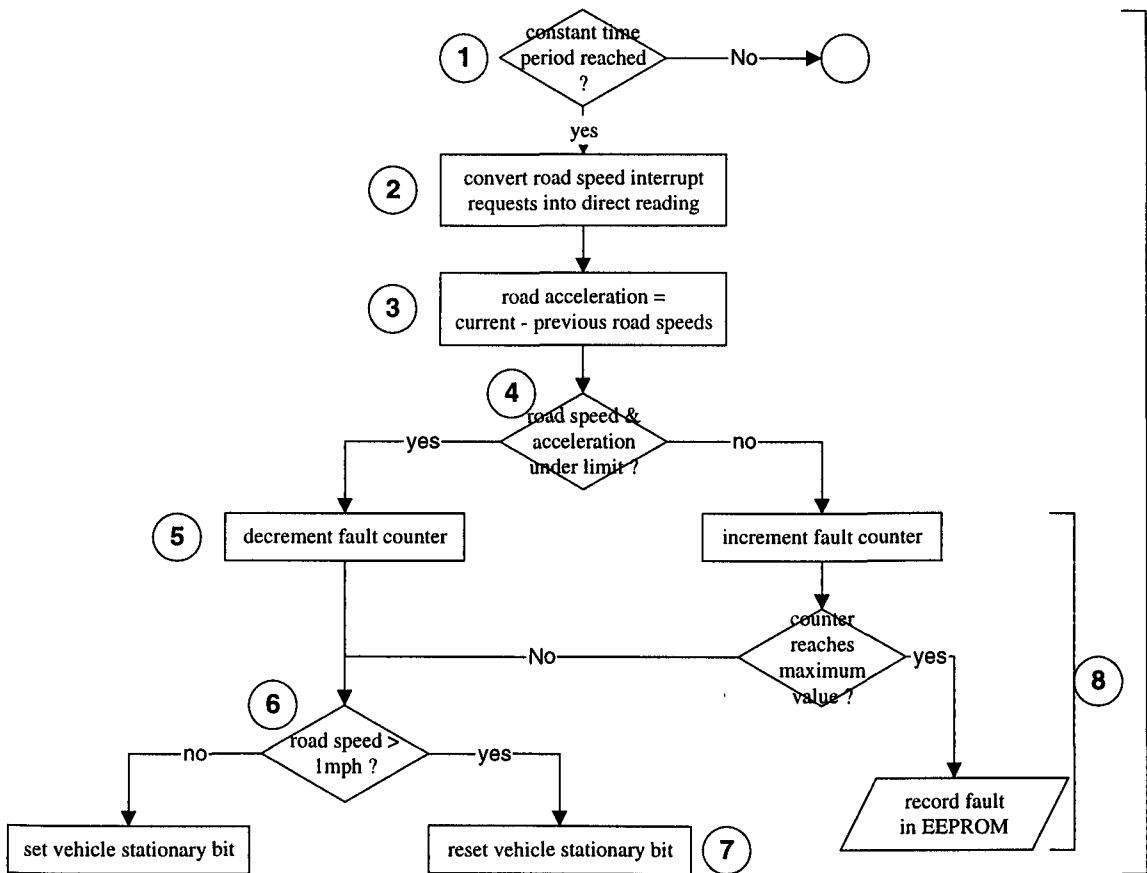 constant time
period reached
?
1
No
yes
2
convert road speed interrupt
requests into direct reading
3
road acceleration =
current - previous road speeds
4
road speed &
acceleration
under limit ?
yes
no
5
decrement fault counter
increment fault counter
counter
reaches
maximum
value ?
No
yes
8
6
road speed >
1mph ?
no
yes
record fault
in EEPROM
set vehicle stationary bit
reset vehicle stationary bit
7